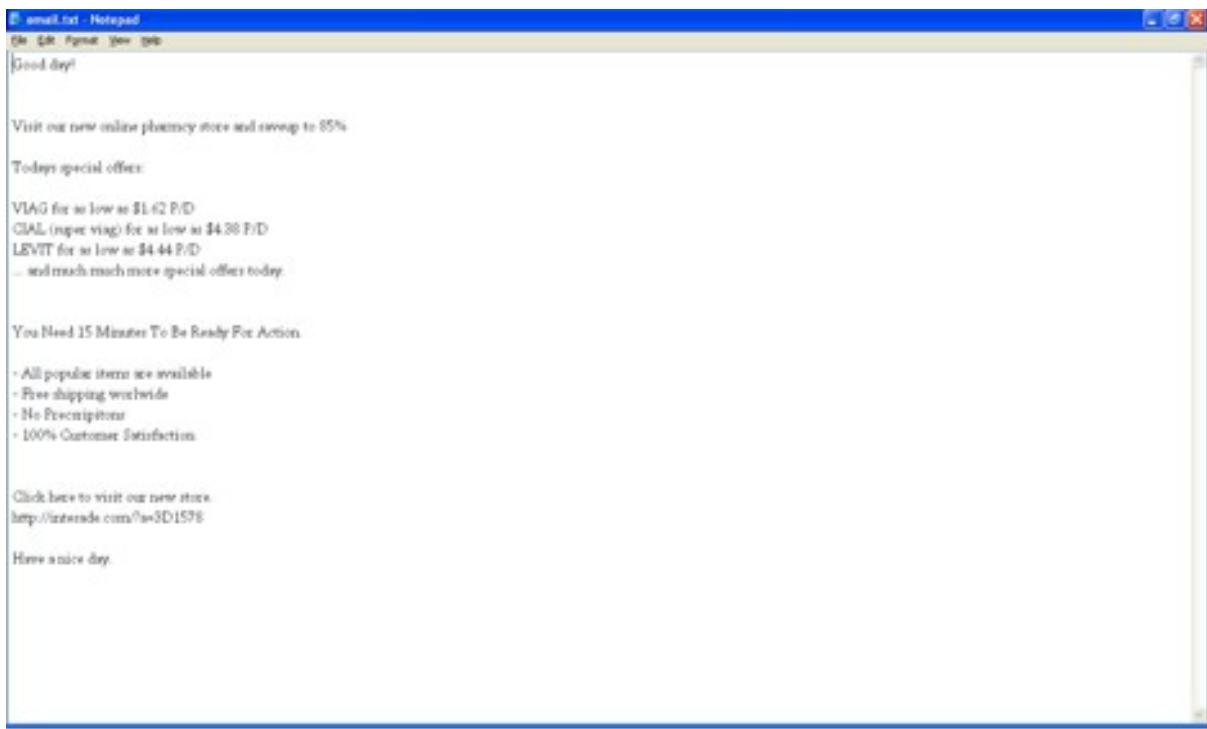 email.txt - Notepad
File Edit Format View Help
Good day!
Visit our new online pharmcy store and saveup to 85%
Todays special offers:
VIAG for as low as $1.62 P/D
CIAL (super viag) for as low as $4.38 P/D
LEVIT for as low as $4.44 P/D
... and much much more special offers today.
You Need 15 Minutes To Be Ready For Action.
- All popular items are available
- Free shipping worlwide
- No
- 100% Customer Satisfaction
Click here to visit our new store.
http://interade.com/?a=3D1578
Have a nice day.